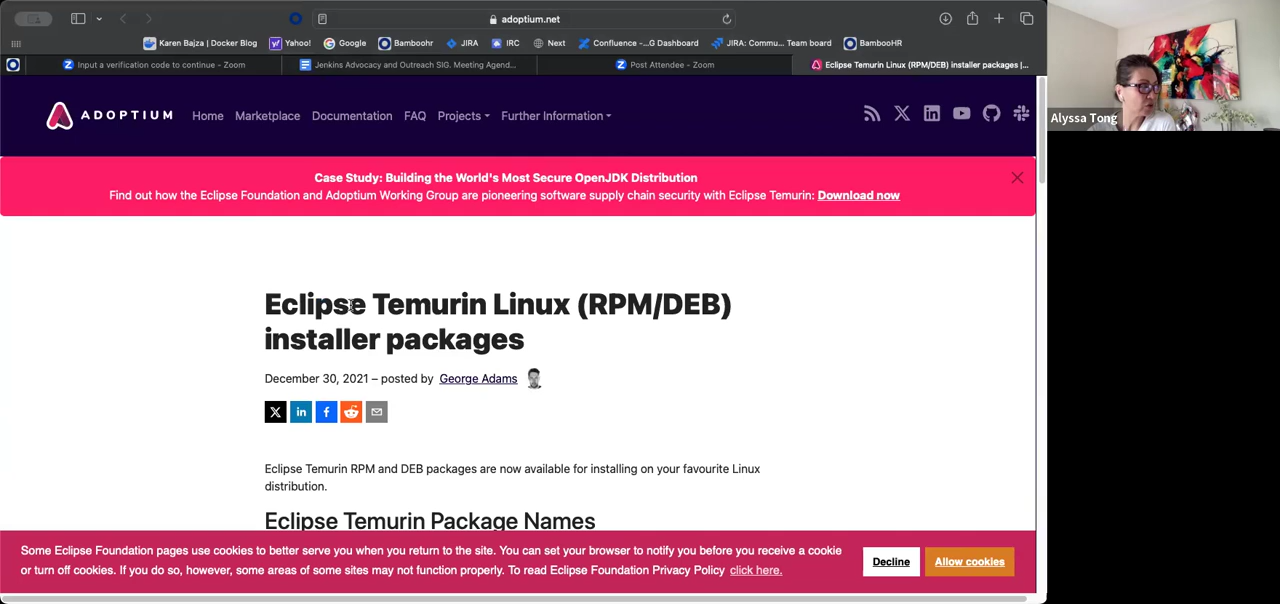 adoptium.net
Karen Bajza | Docker Blog
Yahoo!
Google
Bamboohr
JIRA
IRC
Next
Confluence ...G Dashboard
JIRA: Commu... Team board
BambooHR
Input a verification code to continue - Zoom
Jenkins Advocacy and Outreach SIG. Meeting Agend...
Post Attendee - Zoom
Eclipse Temurin Linux (RPM/DEB) installer packages |...
ADOPTIUM
Home
Marketplace
Documentation
FAQ
Projects
Further Information
Alyssa Tong
Case Study: Building the World's Most Secure OpenJDK Distribution
Find out how the Eclipse Foundation and Adoptium Working Group are pioneering software supply chain security with Eclipse Temurin: Download now
Eclipse Temurin Linux (RPM/DEB)
installer packages
December 30, 2021 – posted by George Adams
Eclipse Temurin RPM and DEB packages are now available for installing on your favourite Linux
distribution.
Eclipse Temurin Package Names
Some Eclipse Foundation pages use cookies to better serve you when you return to the site. You can set your browser to notify you before you receive a cookie
or turn off cookies. If you do so, however, some areas of some sites may not function properly. To read Eclipse Foundation Privacy Policy click here.
Decline
Allow cookies